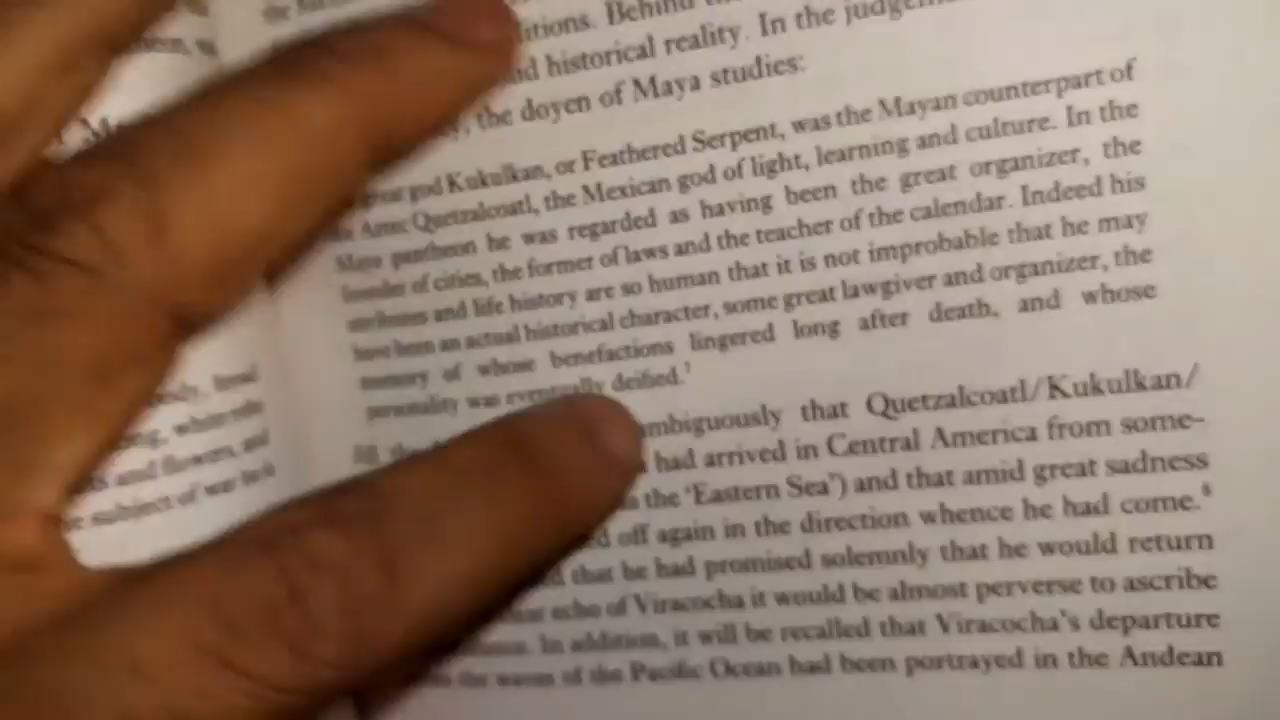 itions. Behind
historical reality. In the
the doyen of Maya studies:
god Kukulkan, or Feathered Serpent, was the Mayan counterpart of
Quetzalcoatl, the Mexican god of light, learning and culture. In the
Maya pantheon he was regarded as having been the great organizer, the
founder of cities, the former of laws and the teacher of the calendar. Indeed his
and life history are so human that it is not improbable that he may
have been an actual historical character, some great lawgiver and organizer, the
memory of whose benefactions lingered long after death, and whose
personality was eventually deified.
ambiguously that Quetzalcoatl/Kukulkan/
had arrived in Central America from some-
the 'Eastern Sea') and that amid great sadness
off again in the direction whence he had come.
that he had promised solemnly that he would return
echo of Viracocha it would be almost perverse to ascribe
In addition, it will be recalled that Viracocha's departure
the waves of the Pacific Ocean had been portrayed in the Andean
and flowers, and
subject of war